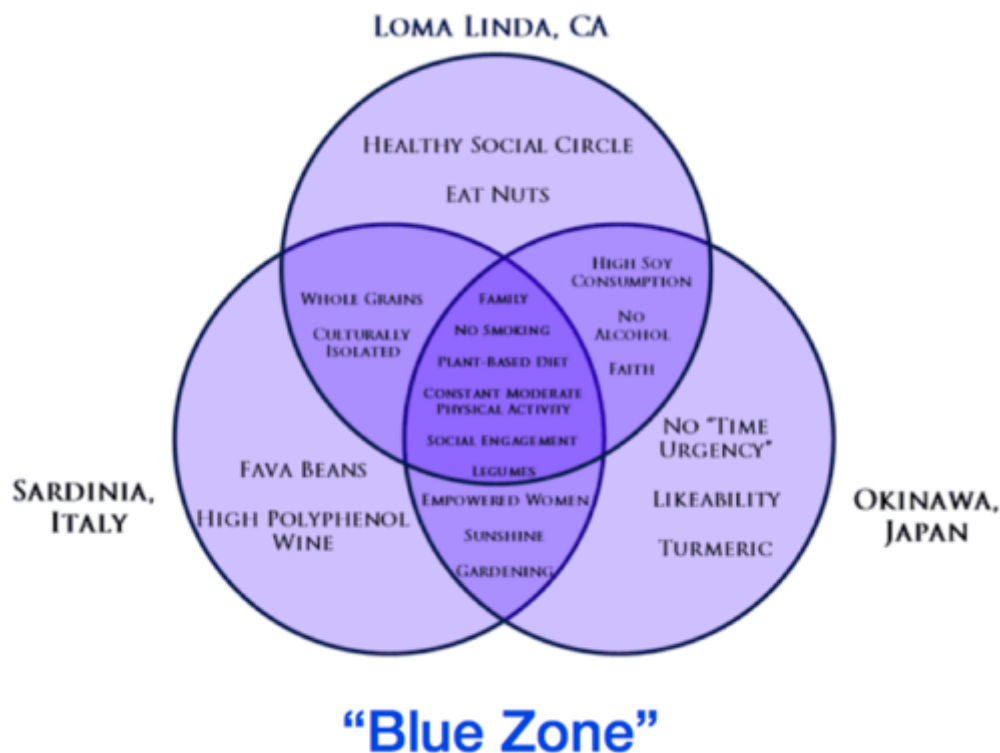 LOMA LINDA, CA
HEALTHY SOCIAL CIRCLE
EAT NUTS
HIGH SOY
CONSUMPTION
NO
ALCOHOL
FAITH
WHOLE GRAINS
CULTURALLY
ISOLATED
FAMILY
NO SMOKING
PLANT-BASED DIET
CONSTANT MODERATE
PHYSICAL ACTIVITY
SOCIAL ENGAGEMENT
LEGUMES
EMPOWERED WOMEN
SUNSHINE
GARDENING
SARDINIA,
ITALY
FAVA BEANS
HIGH POLYPHENOL
WINE
NO "TIME
URGENCY"
LIKEABILITY
TURMERIC
OKINAWA,
JAPAN
“Blue Zone”